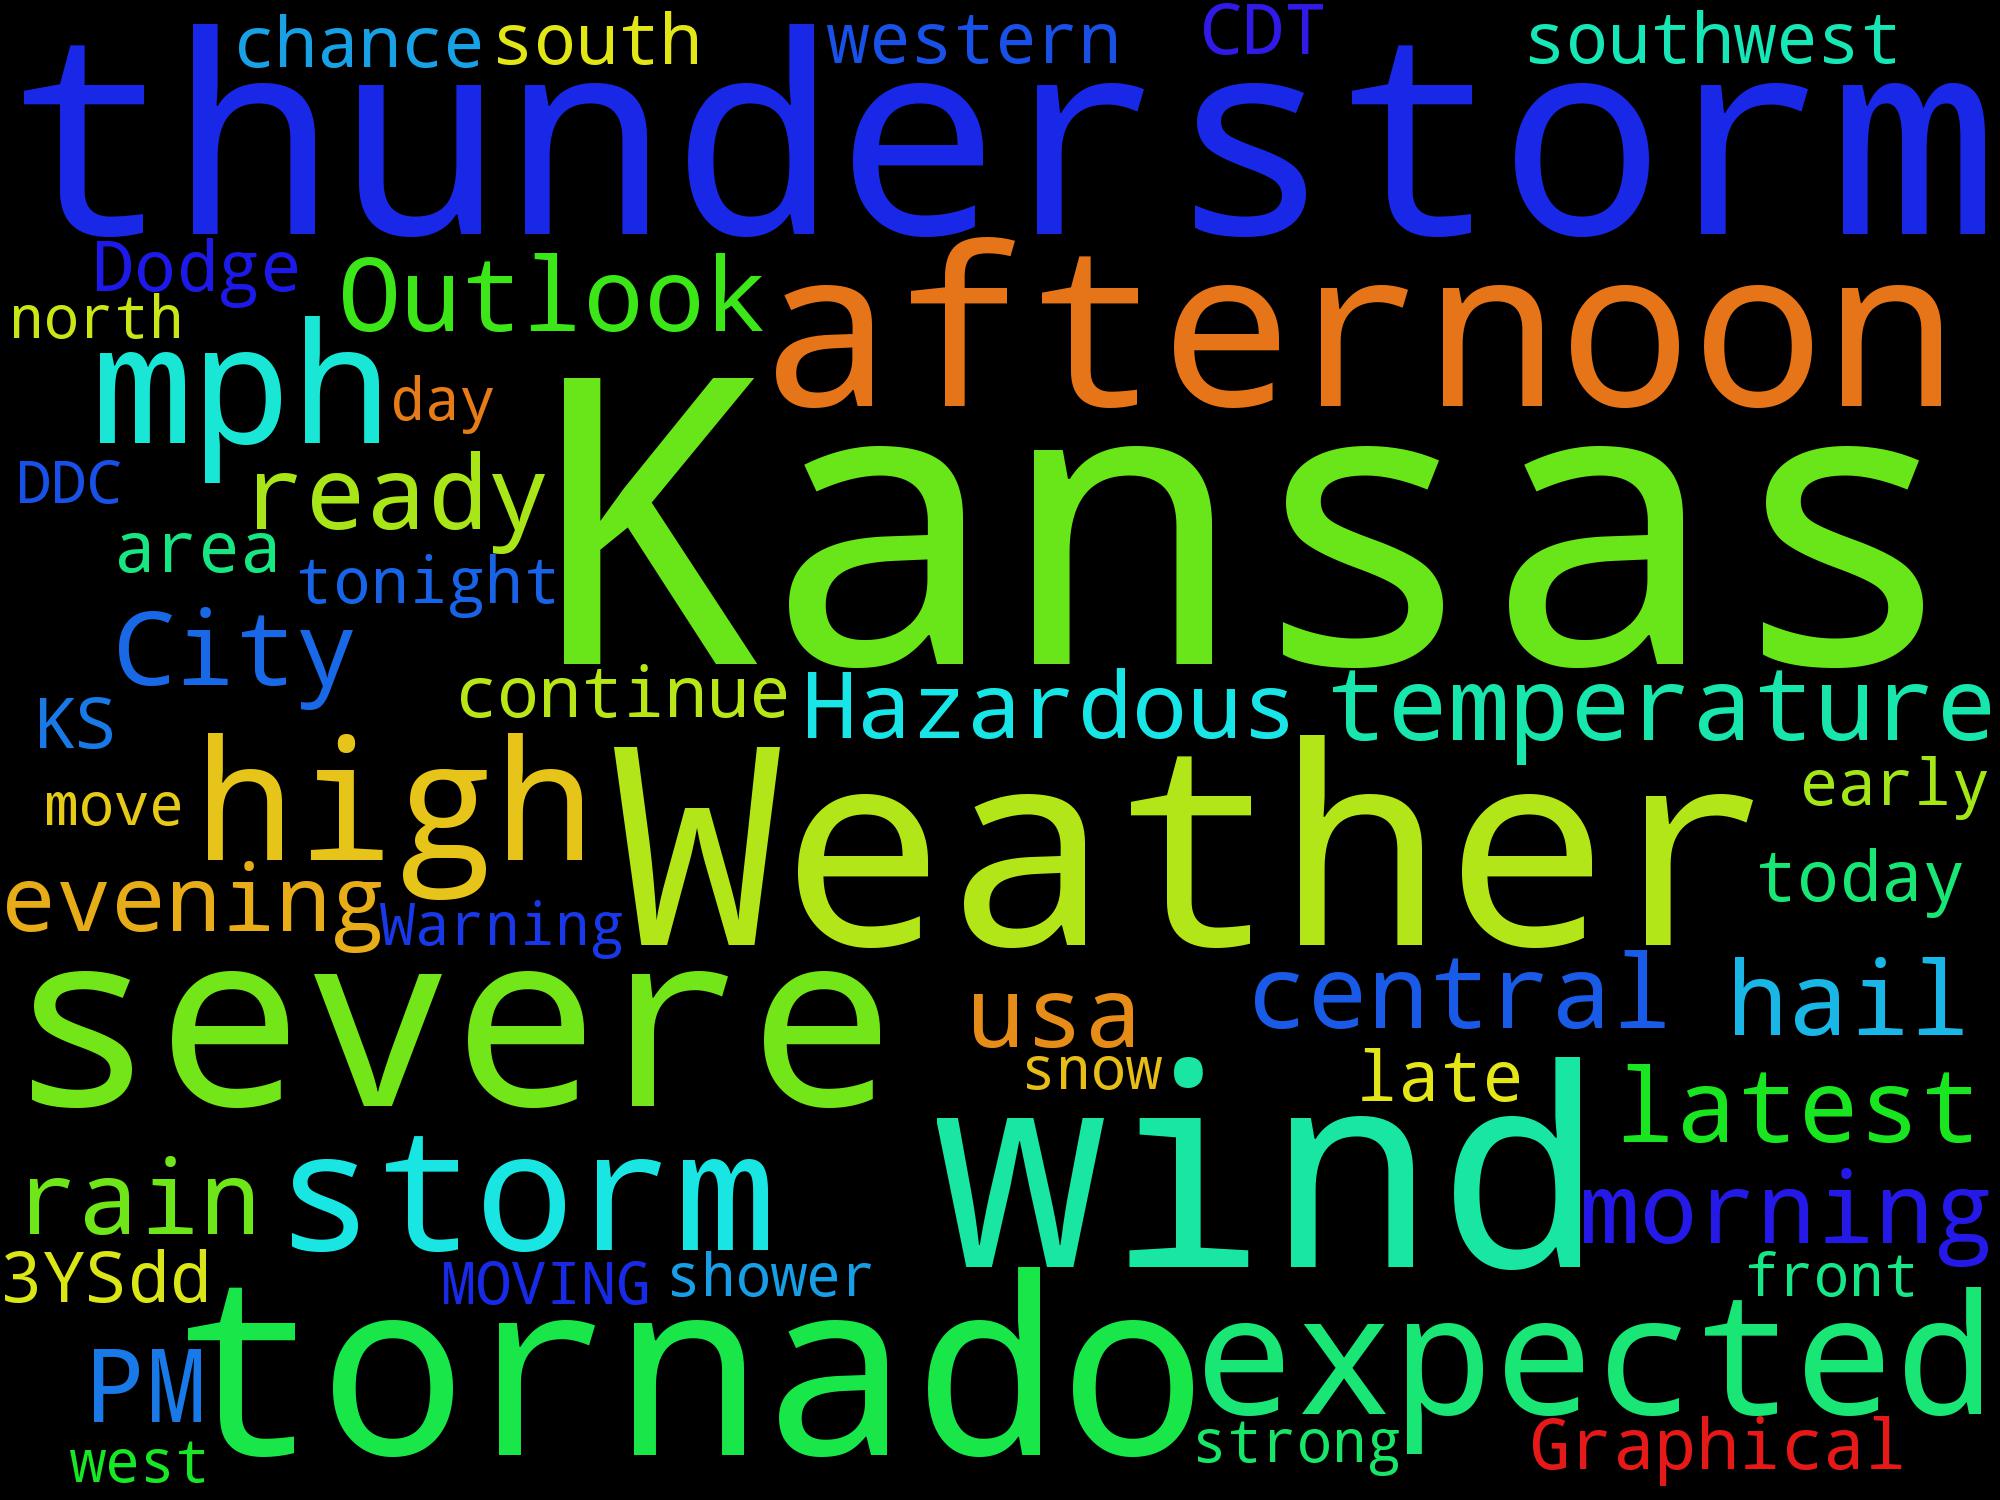 chance south western CDT southwest
thunderstorm
Dodge Outlook afternoon
north
mph day
Kansas
DDC ready
area tonight
City
continue Hazardous temperature
KS
high Weather early
move
evening Warning today
severe usa central hail
snow late latest
wind
rain storm morning
3YSdd MOVING shower front
tornado expected
PM
west strong Graphical